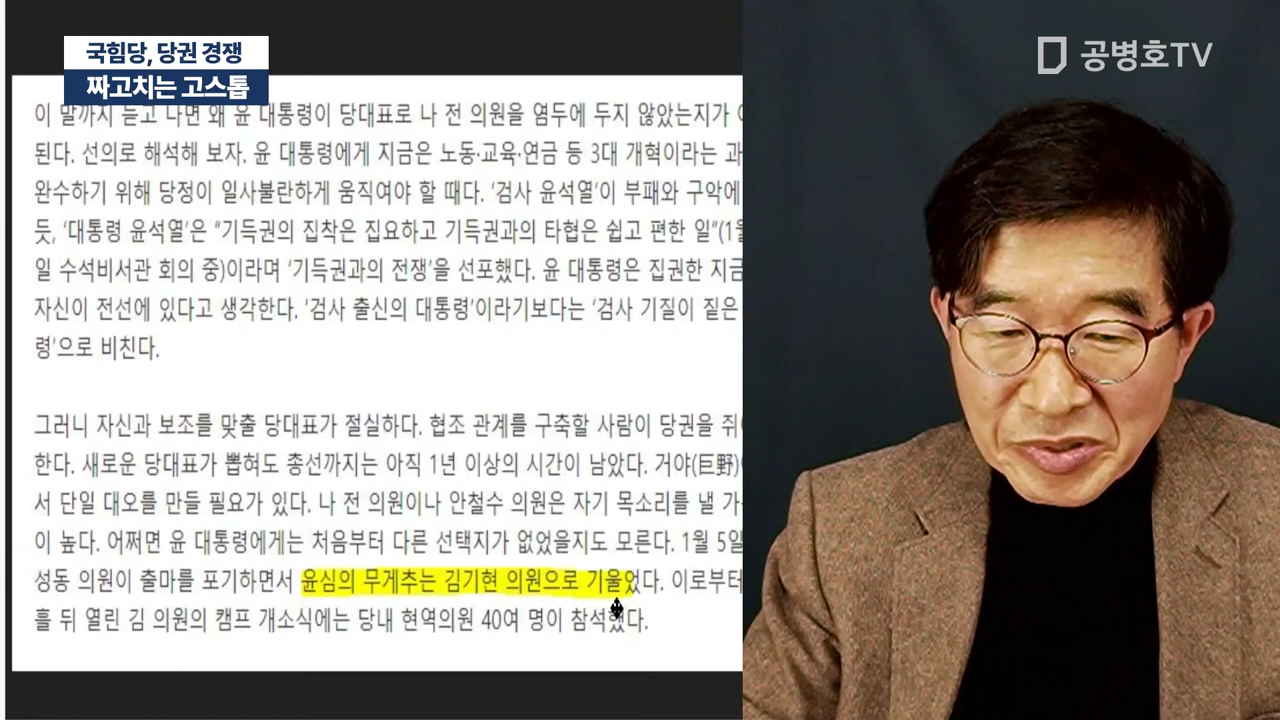 국힘당, 당권 경쟁
짜고치는 고스톱
공병호TV
이 말까지 듣고 나면 왜 윤 대통령이 당대표로 나 전 의원을 염두에 두지 않았는지가
된다. 선의로 해석해 보자. 윤 대통령에게 지금은 노동·교육·연금 등 3대 개혁이라는 과
완수하기 위해 당정이 일사불란하게 움직여야 할 때다. '검사 윤석열'이 부패와 구악에
듯, '대통령 윤석열'은 "기득권의 집착은 집요하고 기득권과의 타협은 쉽고 편한 일"(1월
일 수석비서관 회의 중)이라며 '기득권과의 전쟁'을 선포했다. 윤 대통령은 집권한 지금
자신이 전선에 있다고 생각한다. '검사 출신의 대통령'이라기보다는 '검사 기질이 짙은
령'으로 비친다.
그러니 자신과 보조를 맞출 당대표가 절실하다. 협조 관계를 구축할 사람이 당권을 쥐
한다. 새로운 당대표가 뽑혀도 총선까지는 아직 1년 이상의 시간이 남았다. 거야(巨野)
서 단일 대오를 만들 필요가 있다. 나 전 의원이나 안철수 의원은 자기 목소리를 낼 가
이 높다. 어쩌면 윤 대통령에게는 처음부터 다른 선택지가 없었을지도 모른다. 1월 5일
성동 의원이 출마를 포기하면서 윤심의 무게추는 김기현 의원으로 기울었다. 이로부터
흘 뒤 열린 김 의원의 캠프 개소식에는 당내 현역의원 40여 명이 참석했다.